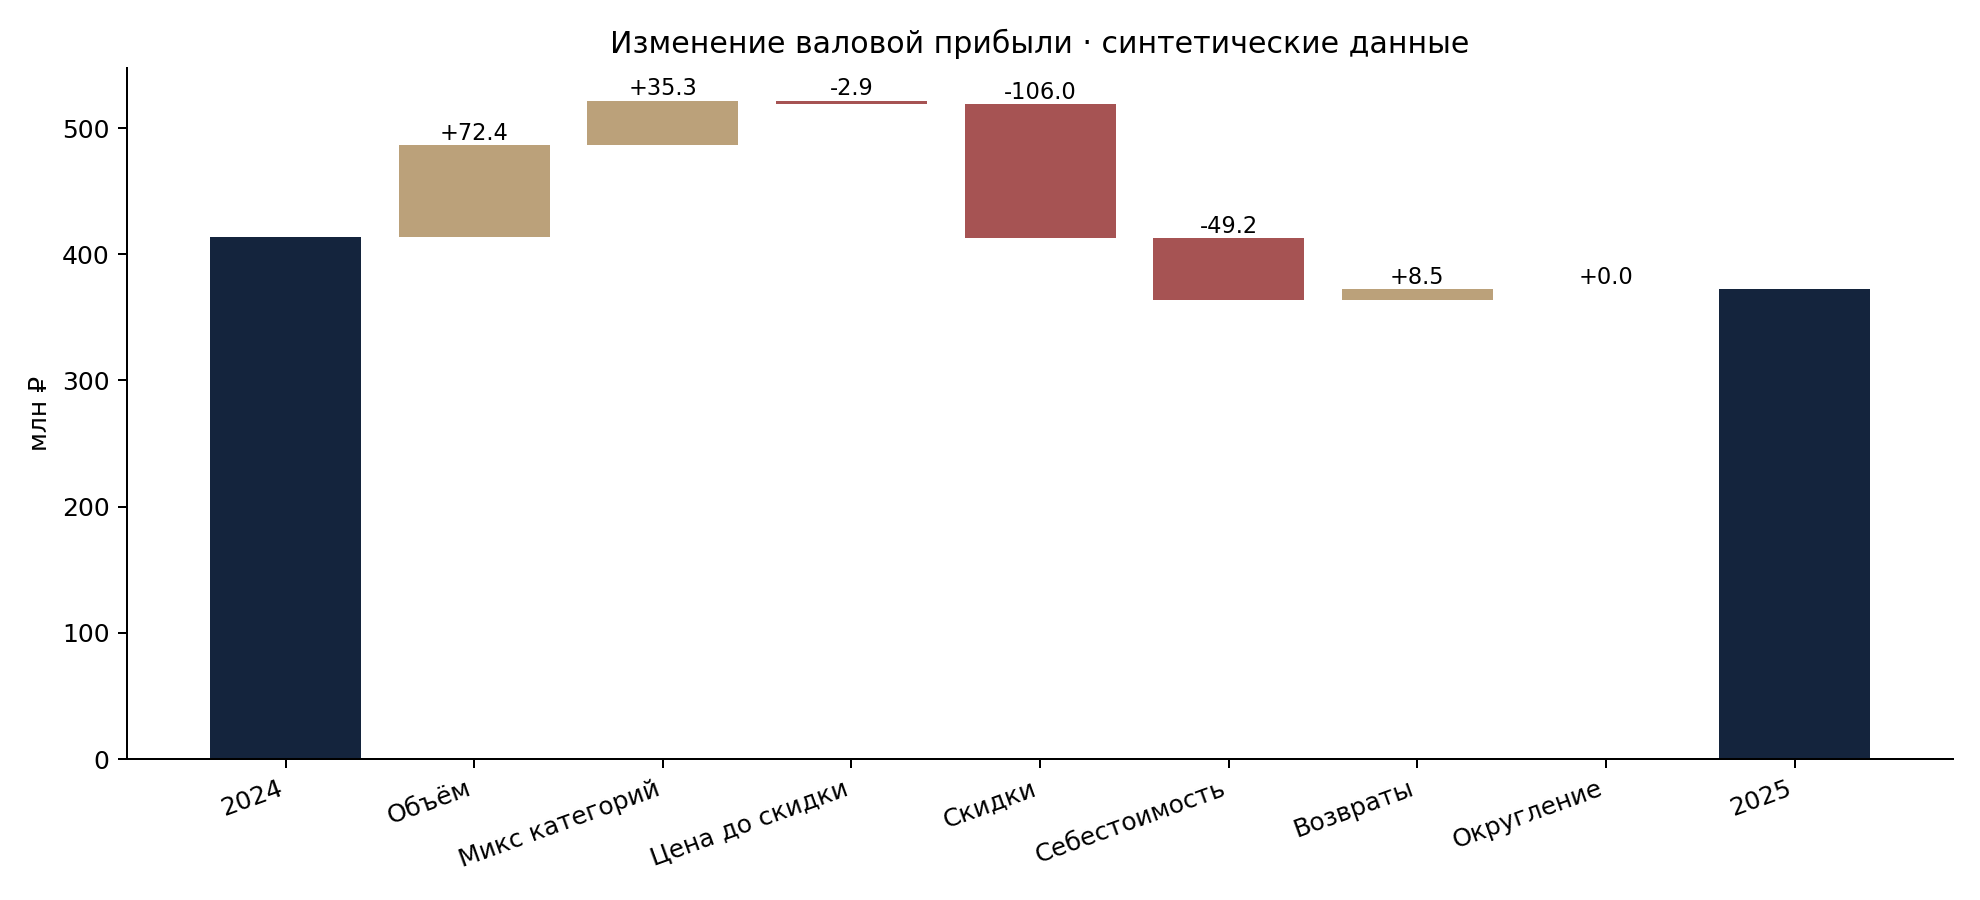 Изменение валовой прибыли · синтетические данные
млн ₽
500
400
300
200
100
0
+72.4
+35.3
-2.9
-106.0
-49.2
+8.5
+0.0
2024
Объём
Микс категорий
Цена до скидки
Скидки
Себестоимость
Возвраты
Округление
2025